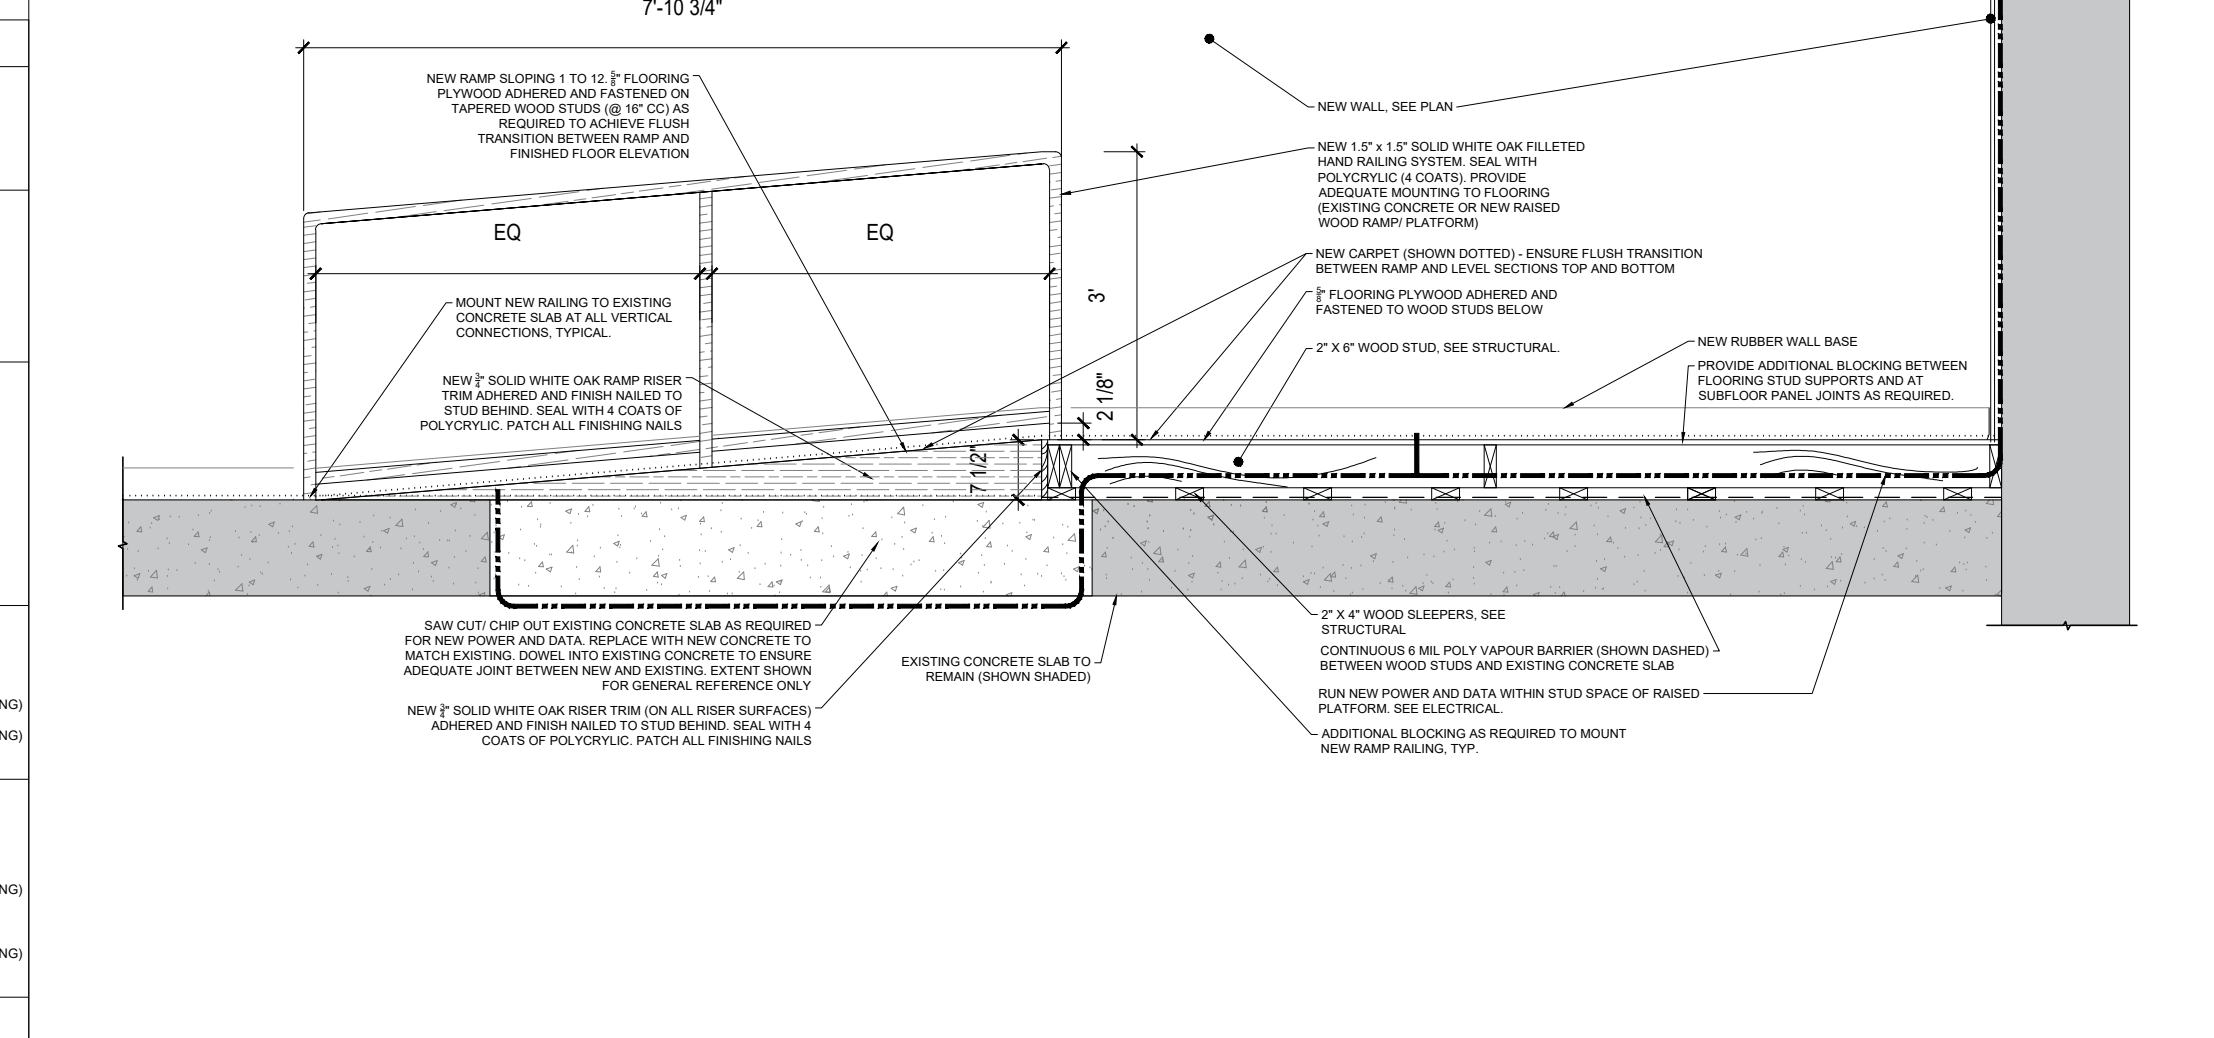 7'-10 3/4"
NEW RAMP SLOPING 1 TO 12. 5/8" FLOORING
PLYWOOD ADHERED AND FASTENED ON
TAPERED WOOD STUDS (@ 16" CC) AS
REQUIRED TO ACHIEVE FLUSH
TRANSITION BETWEEN RAMP AND
FINISHED FLOOR ELEVATION
NEW WALL, SEE PLAN
NEW 1.5" x 1.5" SOLID WHITE OAK FILLETED
HAND RAILING SYSTEM. SEAL WITH
POLYCRYLIC (4 COATS). PROVIDE
ADEQUATE MOUNTING TO FLOORING
(EXISTING CONCRETE OR NEW RAISED
WOOD RAMP/ PLATFORM)
EQ
EQ
NEW CARPET (SHOWN DOTTED) - ENSURE FLUSH TRANSITION
BETWEEN RAMP AND LEVEL SECTIONS TOP AND BOTTOM
3'
5/8" FLOORING PLYWOOD ADHERED AND
FASTENED TO WOOD STUDS BELOW
MOUNT NEW RAILING TO EXISTING
CONCRETE SLAB AT ALL VERTICAL
CONNECTIONS, TYPICAL.
2" X 6" WOOD STUD, SEE STRUCTURAL.
NEW RUBBER WALL BASE
PROVIDE ADDITIONAL BLOCKING BETWEEN
FLOORING STUD SUPPORTS AND AT
SUBFLOOR PANEL JOINTS AS REQUIRED.
NEW 3/4" SOLID WHITE OAK RAMP RISER
TRIM ADHERED AND FINISH NAILED TO
STUD BEHIND. SEAL WITH 4 COATS OF
POLYCRYLIC. PATCH ALL FINISHING NAILS
2 1/8"
7 1/2"
SAW CUT/ CHIP OUT EXISTING CONCRETE SLAB AS REQUIRED
FOR NEW POWER AND DATA. REPLACE WITH NEW CONCRETE TO
MATCH EXISTING. DOWEL INTO EXISTING CONCRETE TO ENSURE
ADEQUATE JOINT BETWEEN NEW AND EXISTING. EXTENT SHOWN
FOR GENERAL REFERENCE ONLY
EXISTING CONCRETE SLAB TO
REMAIN (SHOWN SHADED)
2" X 4" WOOD SLEEPERS, SEE
STRUCTURAL
CONTINUOUS 6 MIL POLY VAPOUR BARRIER (SHOWN DASHED)
BETWEEN WOOD STUDS AND EXISTING CONCRETE SLAB
RUN NEW POWER AND DATA WITHIN STUD SPACE OF RAISED
PLATFORM. SEE ELECTRICAL.
NEW 3/4" SOLID WHITE OAK RISER TRIM (ON ALL RISER SURFACES)
ADHERED AND FINISH NAILED TO STUD BEHIND. SEAL WITH 4
COATS OF POLYCRYLIC. PATCH ALL FINISHING NAILS
ADDITIONAL BLOCKING AS REQUIRED TO MOUNT
NEW RAMP RAILING, TYP.
NG)
NG)
NG)
NG)